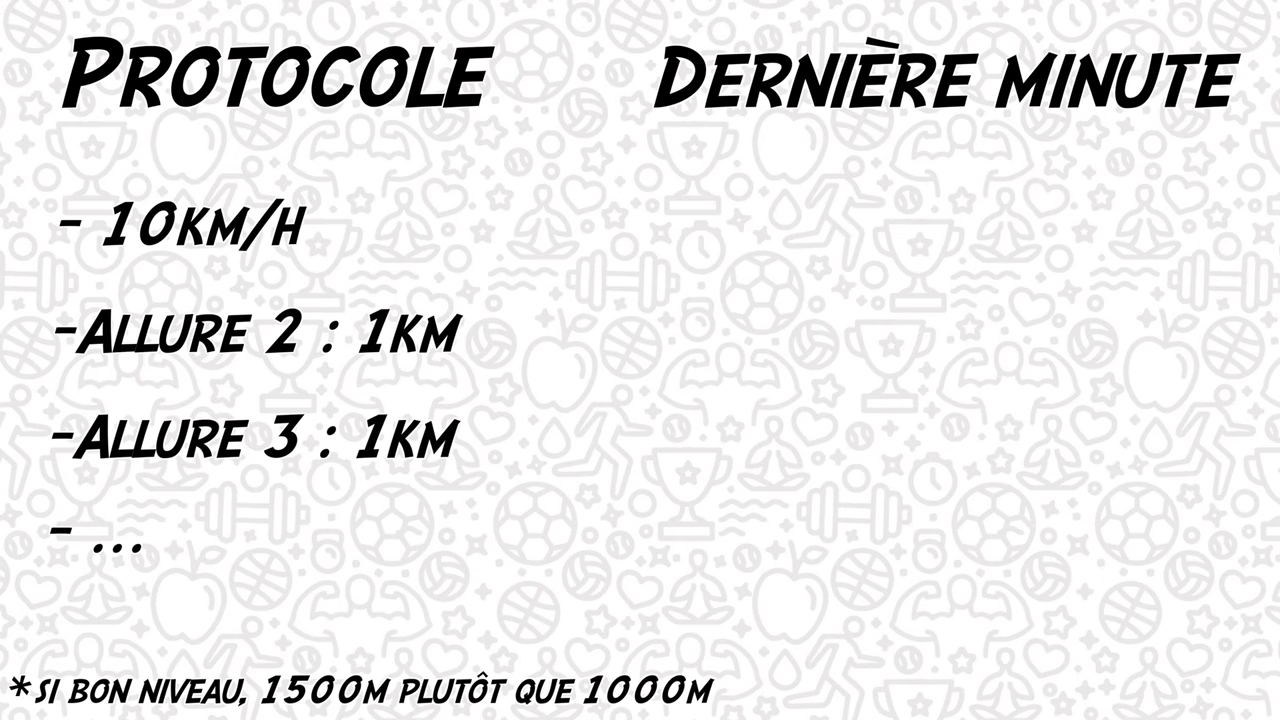 PROTOCOLE
DERNIÈRE MINUTE
- 10KM/H
-ALLURE 2 : 1KM
-ALLURE 3 : 1KM
- ...
*SI BON NIVEAU, 1500M PLUTÔT QUE 1000M